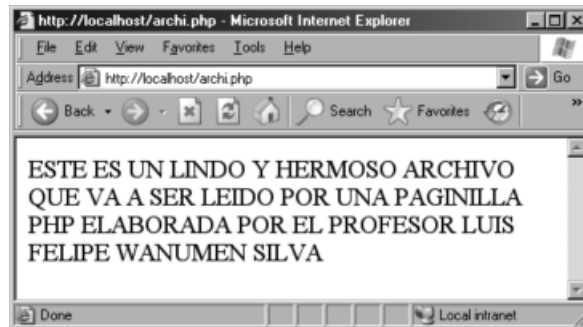 http://localhost/archi.php - Microsoft Internet Explorer
File Edit View Favorites Tools Help
Address http://localhost/archi.php Go
Back Search Favorites »
ESTE ES UN LINDO Y HERMOSO ARCHIVO
QUE VA A SER LEIDO POR UNA PAGINILLA
PHP ELABORADA POR EL PROFESOR LUIS
FELIPE WANUMEN SILVA
Done Local intranet